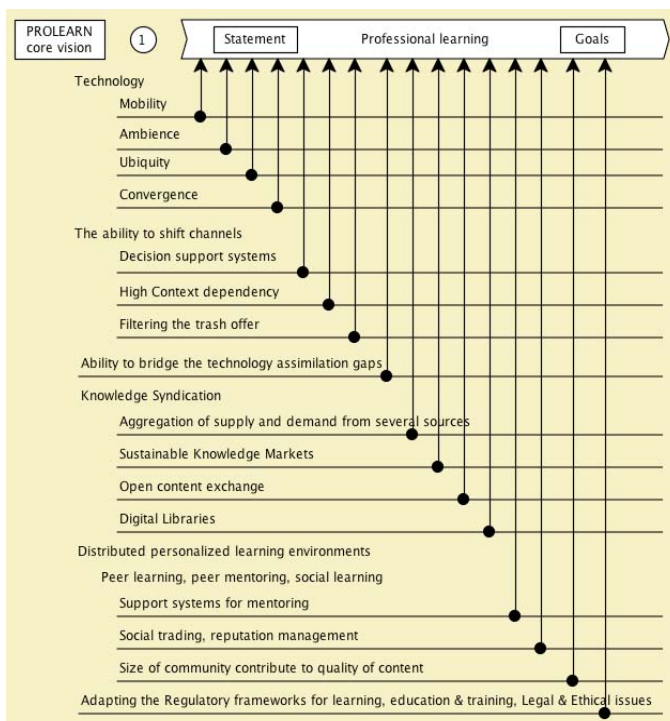 PROLEARN
core vision
1
Statement
Professional learning
Goals
Technology
Mobility
Ambience
Ubiquity
Convergence
The ability to shift channels
Decision support systems
High Context dependency
Filtering the trash offer
Ability to bridge the technology assimilation gaps
Knowledge Syndication
Aggregation of supply and demand from several sources
Sustainable Knowledge Markets
Open content exchange
Digital Libraries
Distributed personalized learning environments
Peer learning, peer mentoring, social learning
Support systems for mentoring
Social trading, reputation management
Size of community contribute to quality of content
Adapting the Regulatory frameworks for learning, education & training, Legal & Ethical issues